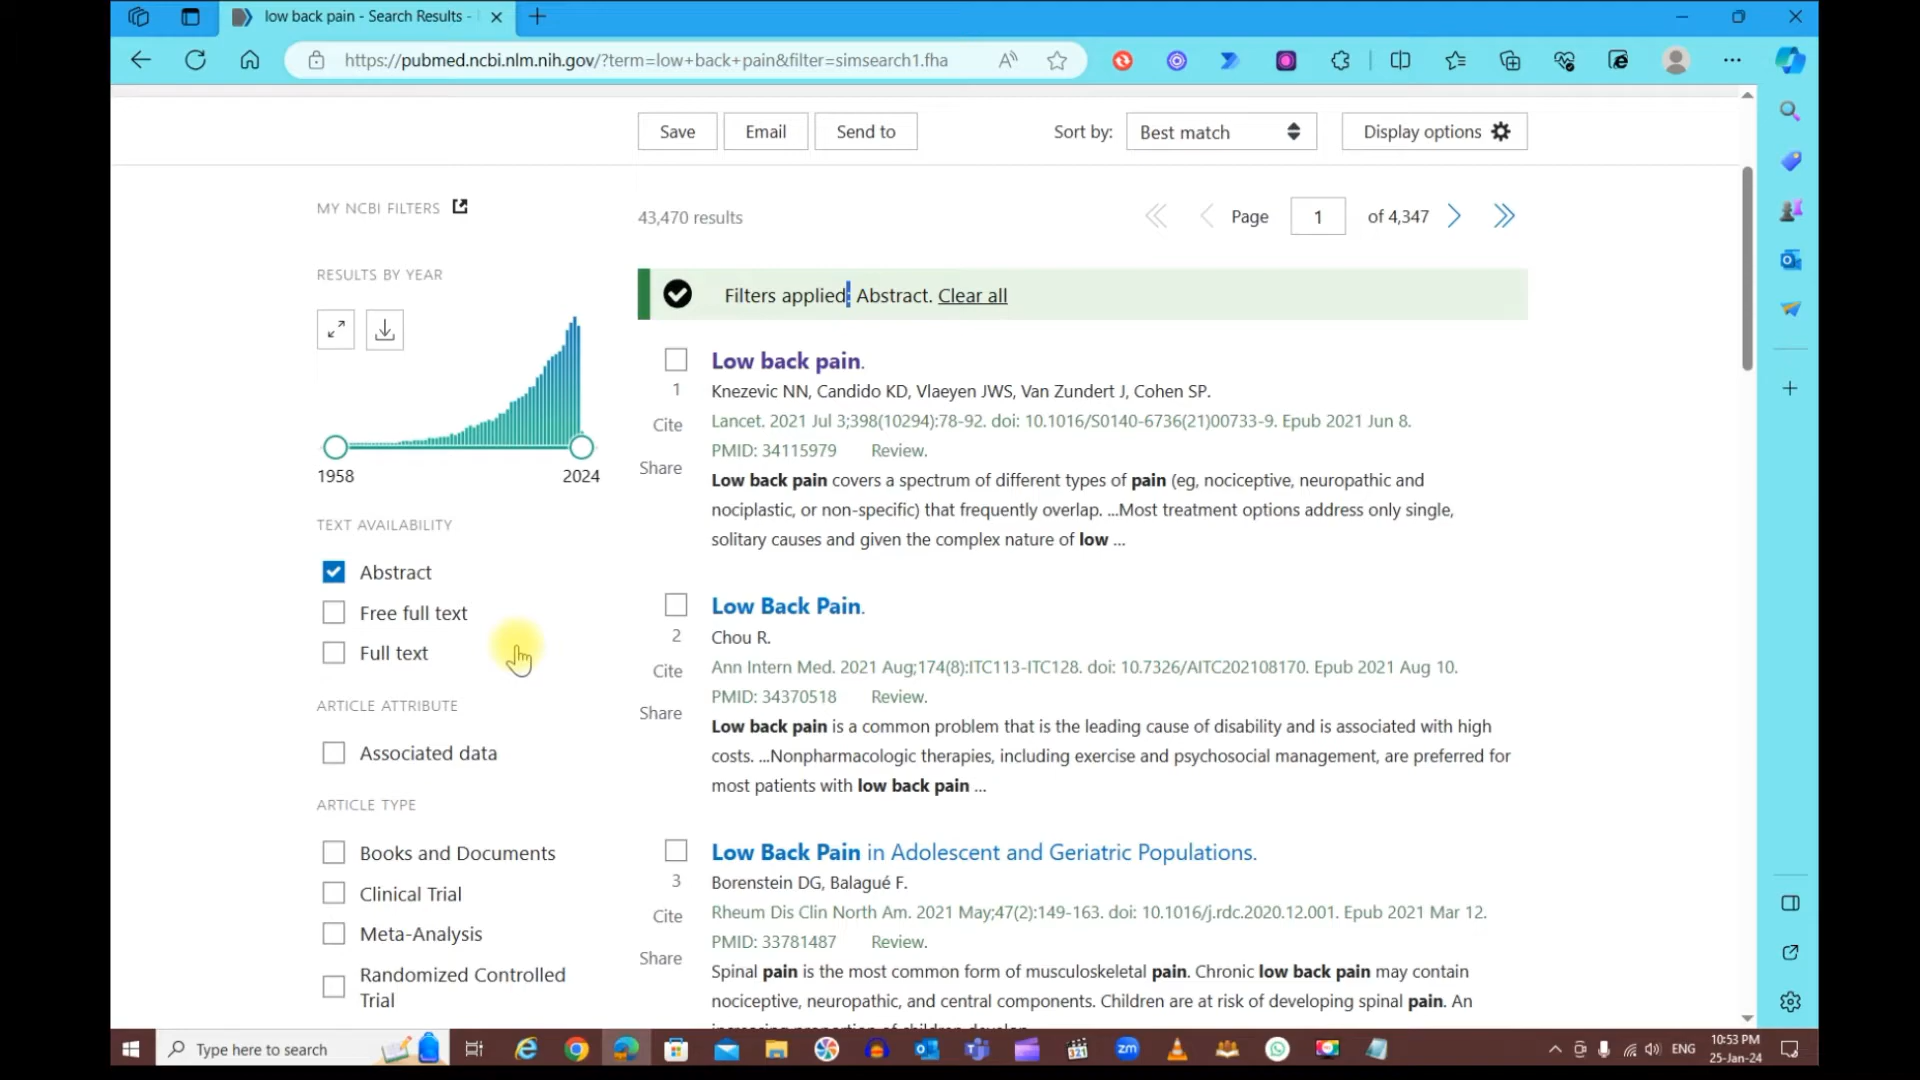 low back pain - Search Results -
https://pubmed.ncbi.nlm.nih.gov/?term=low+back+pain&filter=simsearch1.fha
Save
Email
Send to
Sort by:
Best match
Display options
MY NCBI FILTERS
43,470 results
Page
1
of 4,347
RESULTS BY YEAR
1958
2024
TEXT AVAILABILITY
Abstract
Free full text
Full text
ARTICLE ATTRIBUTE
Associated data
ARTICLE TYPE
Books and Documents
Clinical Trial
Meta-Analysis
Randomized Controlled
Trial
Filters applied: Abstract. Clear all
Low back pain.
1
Cite
Share
Knezevic NN, Candido KD, Vlaeyen JWS, Van Zundert J, Cohen SP.
Lancet. 2021 Jul 3;398(10294):78-92. doi: 10.1016/S0140-6736(21)00733-9. Epub 2021 Jun 8.
PMID: 34115979 Review.
Low back pain covers a spectrum of different types of pain (eg, nociceptive, neuropathic and
nociplastic, or non-specific) that frequently overlap. ...Most treatment options address only single,
solitary causes and given the complex nature of low ...
Low Back Pain.
2
Cite
Share
Chou R.
Ann Intern Med. 2021 Aug;174(8):ITC113-ITC128. doi: 10.7326/AITC202108170. Epub 2021 Aug 10.
PMID: 34370518 Review.
Low back pain is a common problem that is the leading cause of disability and is associated with high
costs. ...Nonpharmacologic therapies, including exercise and psychosocial management, are preferred for
most patients with low back pain ...
Low Back Pain in Adolescent and Geriatric Populations.
3
Cite
Share
Borenstein DG, Balagué F.
Rheum Dis Clin North Am. 2021 May;47(2):149-163. doi: 10.1016/j.rdc.2020.12.001. Epub 2021 Mar 12.
PMID: 33781487 Review.
Spinal pain is the most common form of musculoskeletal pain. Chronic low back pain may contain
nociceptive, neuropathic, and central components. Children are at risk of developing spinal pain. An
Type here to search
zm
ENG
10:53 PM
25-Jan-24